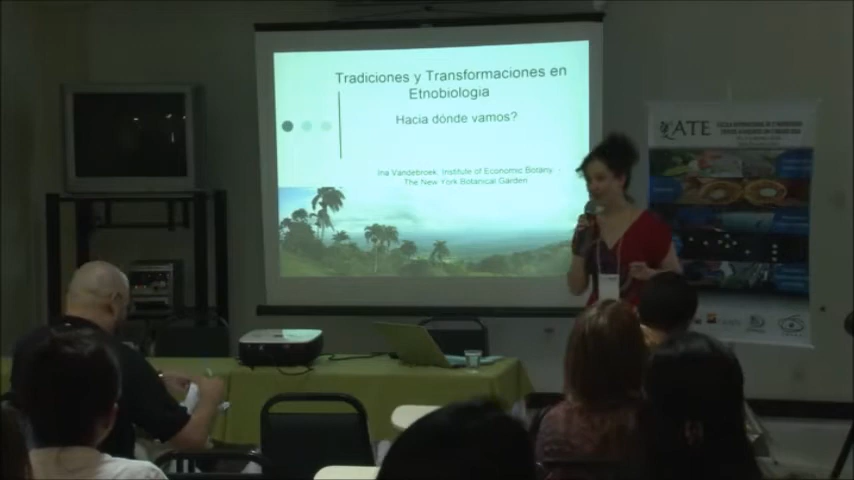 Tradiciones y Transformaciones en
Etnobiologia
Hacia dónde vamos?
Ina Vandebroek Institute of Economic Botany
The New York Botanical Garden
ATE